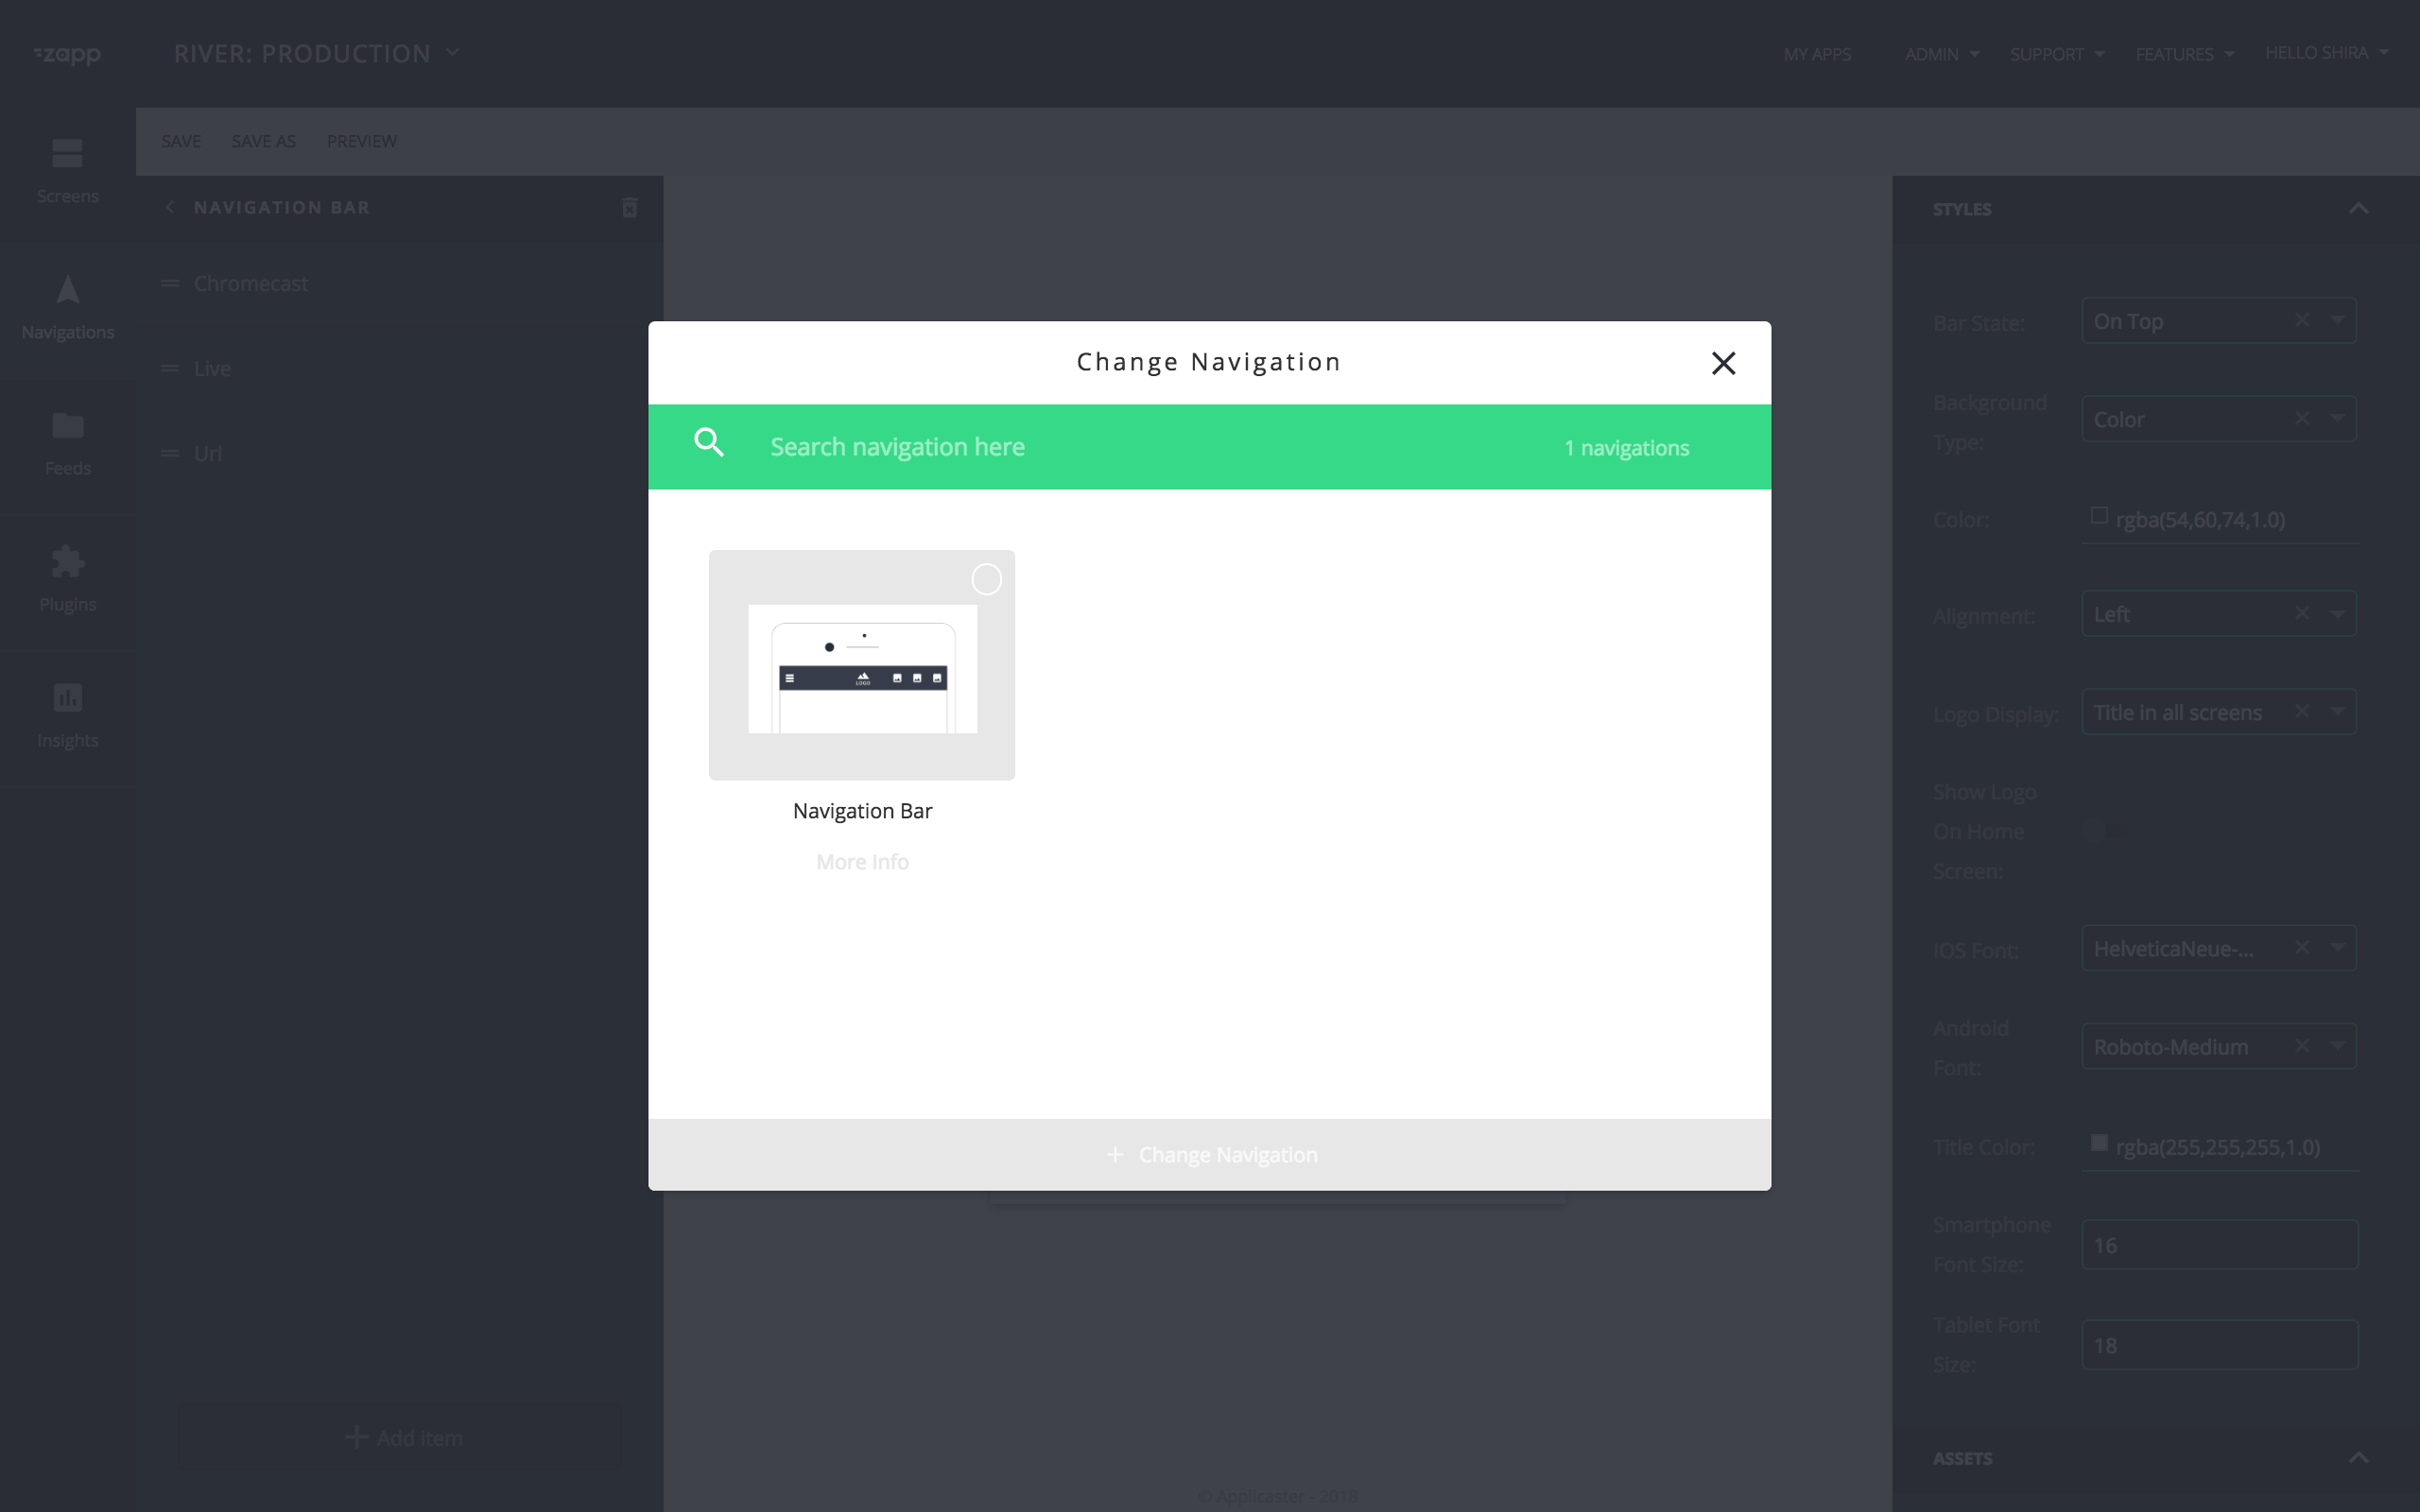 zapp
RIVER: PRODUCTION
MY APPS
ADMIN
SUPPORT
FEATURES
HELLO SHIRA
SAVE
SAVE AS
PREVIEW
Screens
Navigations
Feeds
Plugins
Insights
NAVIGATION BAR
Chromecast
Live
Url
Add item
Change Navigation
Search navigation here
1 navigations
LOGO
Navigation Bar
More Info
+ Change Navigation
© Applicaster - 2018
STYLES
Bar State:
On Top
Background
Type:
Color
Color:
rgba(54,60,74,1.0)
Alignment:
Left
Logo Display:
Title in all screens
Show Logo
On Home
Screen:
IOS Font:
HelveticaNeue-...
Android
Font:
Roboto-Medium
Title Color:
rgba(255,255,255,1.0)
Smartphone
Font Size:
16
Tablet Font
Size:
18
ASSETS